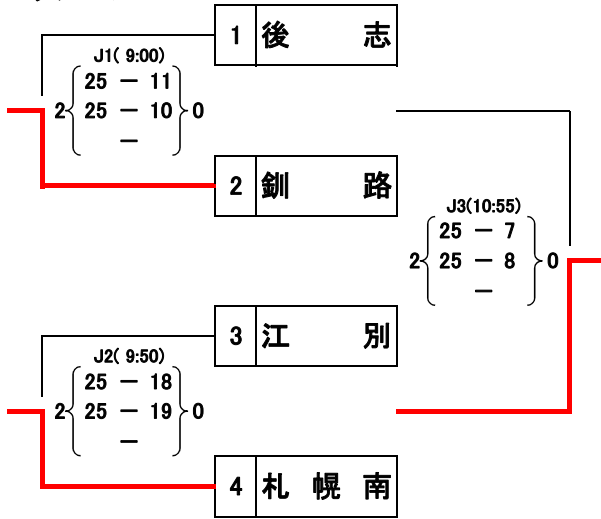 1 後 志
J1( 9:00)
25 ー 11
2 25 ー 10 0
ー
2 釧 路
J3(10:55)
25 ー 7
2 25 ー 8 0
ー
3 江 別
J2( 9:50)
25 ー 18
2 25 ー 19 0
ー
4 札 幌 南